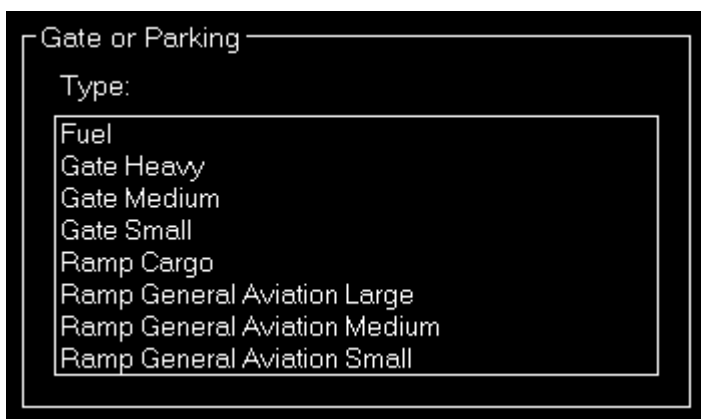 Gate or Parking
Type:
Fuel
Gate Heavy
Gate Medium
Gate Small
Ramp Cargo
Ramp General Aviation Large
Ramp General Aviation Medium
Ramp General Aviation Small